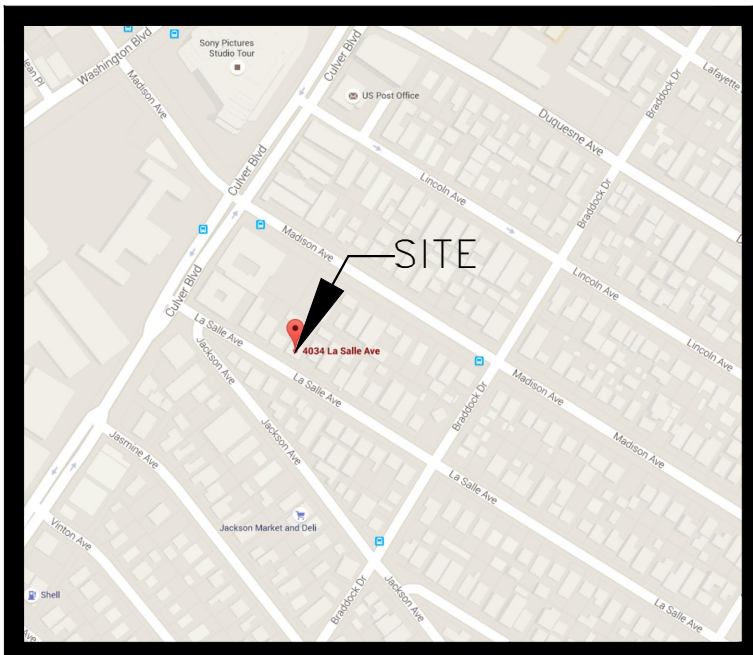 Sony Pictures
Studio Tour
Washington Blvd
Culver Blvd
Madison Ave
US Post Office
Braddock Dr
Lafayette
Duquesne Ave
Culver Blvd
Lincoln Ave
Braddock Dr
Madison Ave
SITE
Lincoln Ave
Culver Blvd
La Salle Ave
4034 La Salle Ave
Lincoln Ave
Jackson Ave
La Salle Ave
Madison Ave
Braddock Dr
Jackson Ave
Madison Ave
Jasmine Ave
La Salle Ave
Jackson Market and Deli
Vinton Ave
Shell
Braddock Dr
Jackson Ave
La Salle Ave